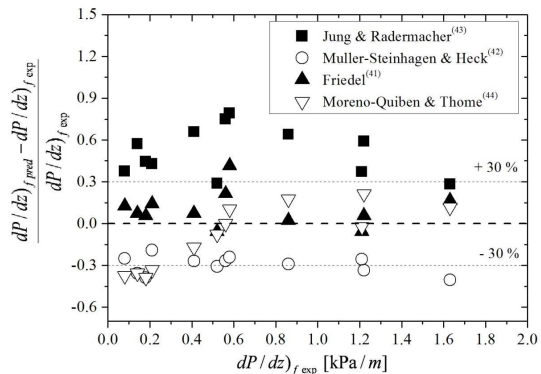 1.5
1.2
0.9
0.6
0.3
0.0
-0.3
-0.6
dP/dz)f pred − dP/dz)f exp
dP/dz)f exp
Jung & Radermacher(43)
Muller-Steinhagen & Heck(42)
Friedel(41)
Moreno-Quiben & Thome(44)
+ 30 %
- 30 %
0.0 0.2 0.4 0.6 0.8 1.0 1.2 1.4 1.6 1.8 2.0
dP/dz)f exp [kPa/m]